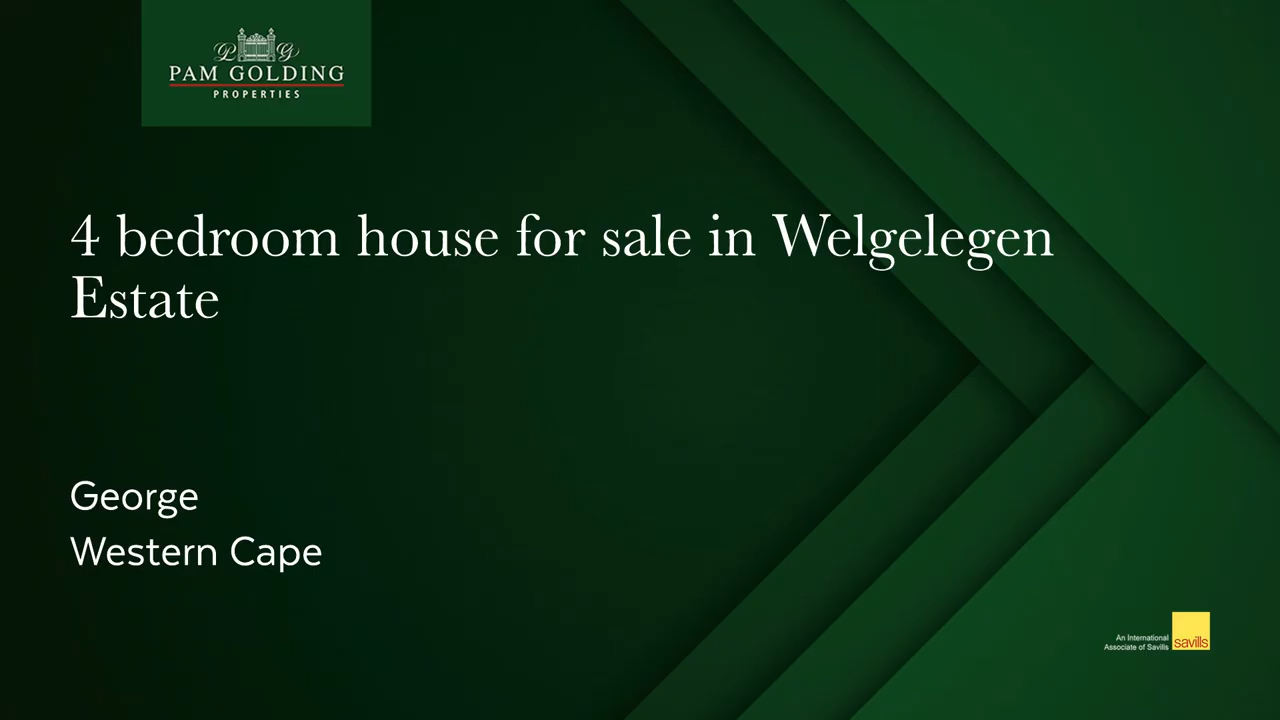 P G
PAM GOLDING
PROPERTIES
4 bedroom house for sale in Welgelegen
Estate
George
Western Cape
An International
Associate of Savills
savills